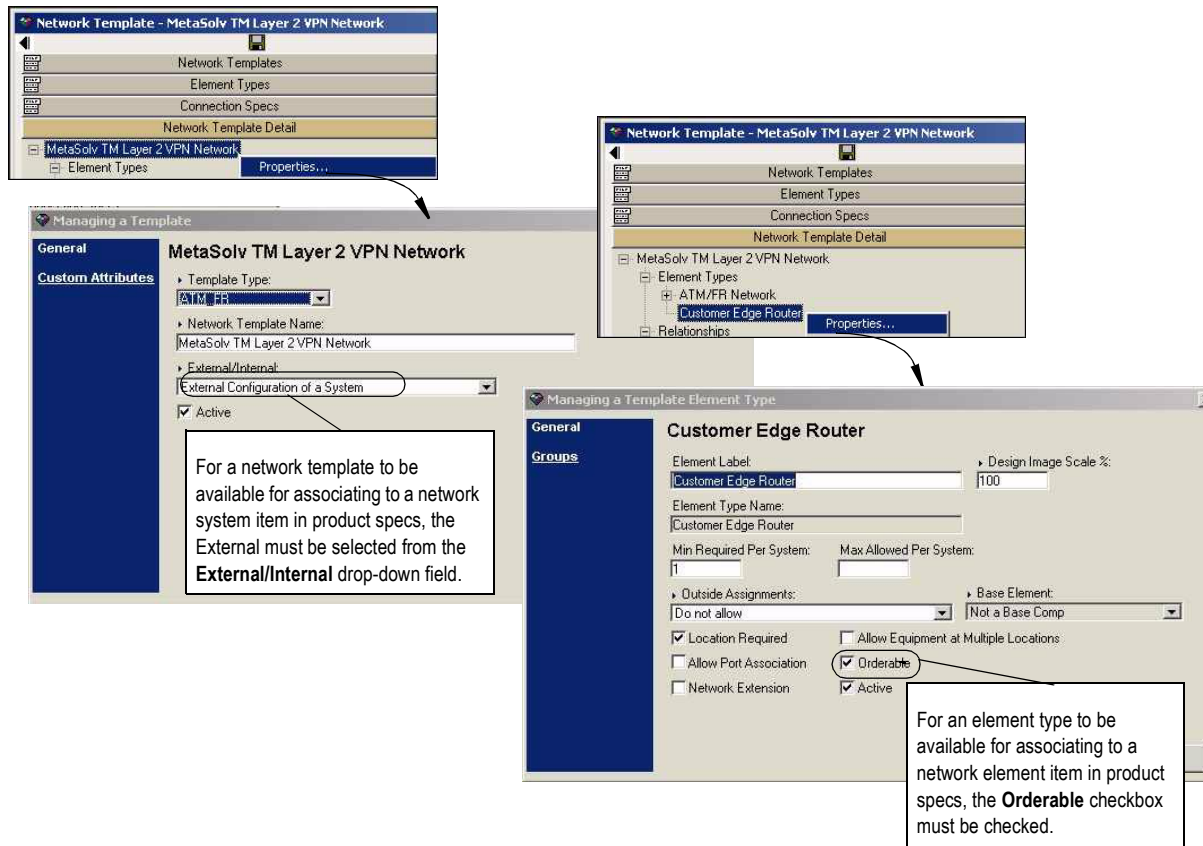 Network Template - MetaSolv TM Layer 2 VPN Network
Network Templates
Element Types
Connection Specs
Network Template Detail
MetaSolv TM Layer 2 VPN Network
Element Types
Properties...
Managing a Template
General
Custom Attributes
MetaSolv TM Layer 2 VPN Network
Template Type:
ATM_FR
Network Template Name:
MetaSolv TM Layer 2 VPN Network
External/Internal:
External Configuration of a System
Active
For a network template to be
available for associating to a network
system item in product specs, the
External must be selected from the
External/Internal drop-down field.
Network Template - MetaSolv TM Layer 2 VPN Network
Network Templates
Element Types
Connection Specs
Network Template Detail
MetaSolv TM Layer 2 VPN Network
Element Types
ATM/FR Network
Customer Edge Router
Properties...
Relationships
Managing a Template Element Type
General
Groups
Customer Edge Router
Element Label:
Design Image Scale %:
Customer Edge Router
100
Element Type Name:
Customer Edge Router
Min Required Per System:
Max Allowed Per System:
1
Outside Assignments:
Base Element:
Do not allow
Not a Base Comp
Location Required
Allow Equipment at Multiple Locations
Allow Port Association
Orderable
Network Extension
Active
For an element type to be
available for associating to a
network element item in product
specs, the Orderable checkbox
must be checked.